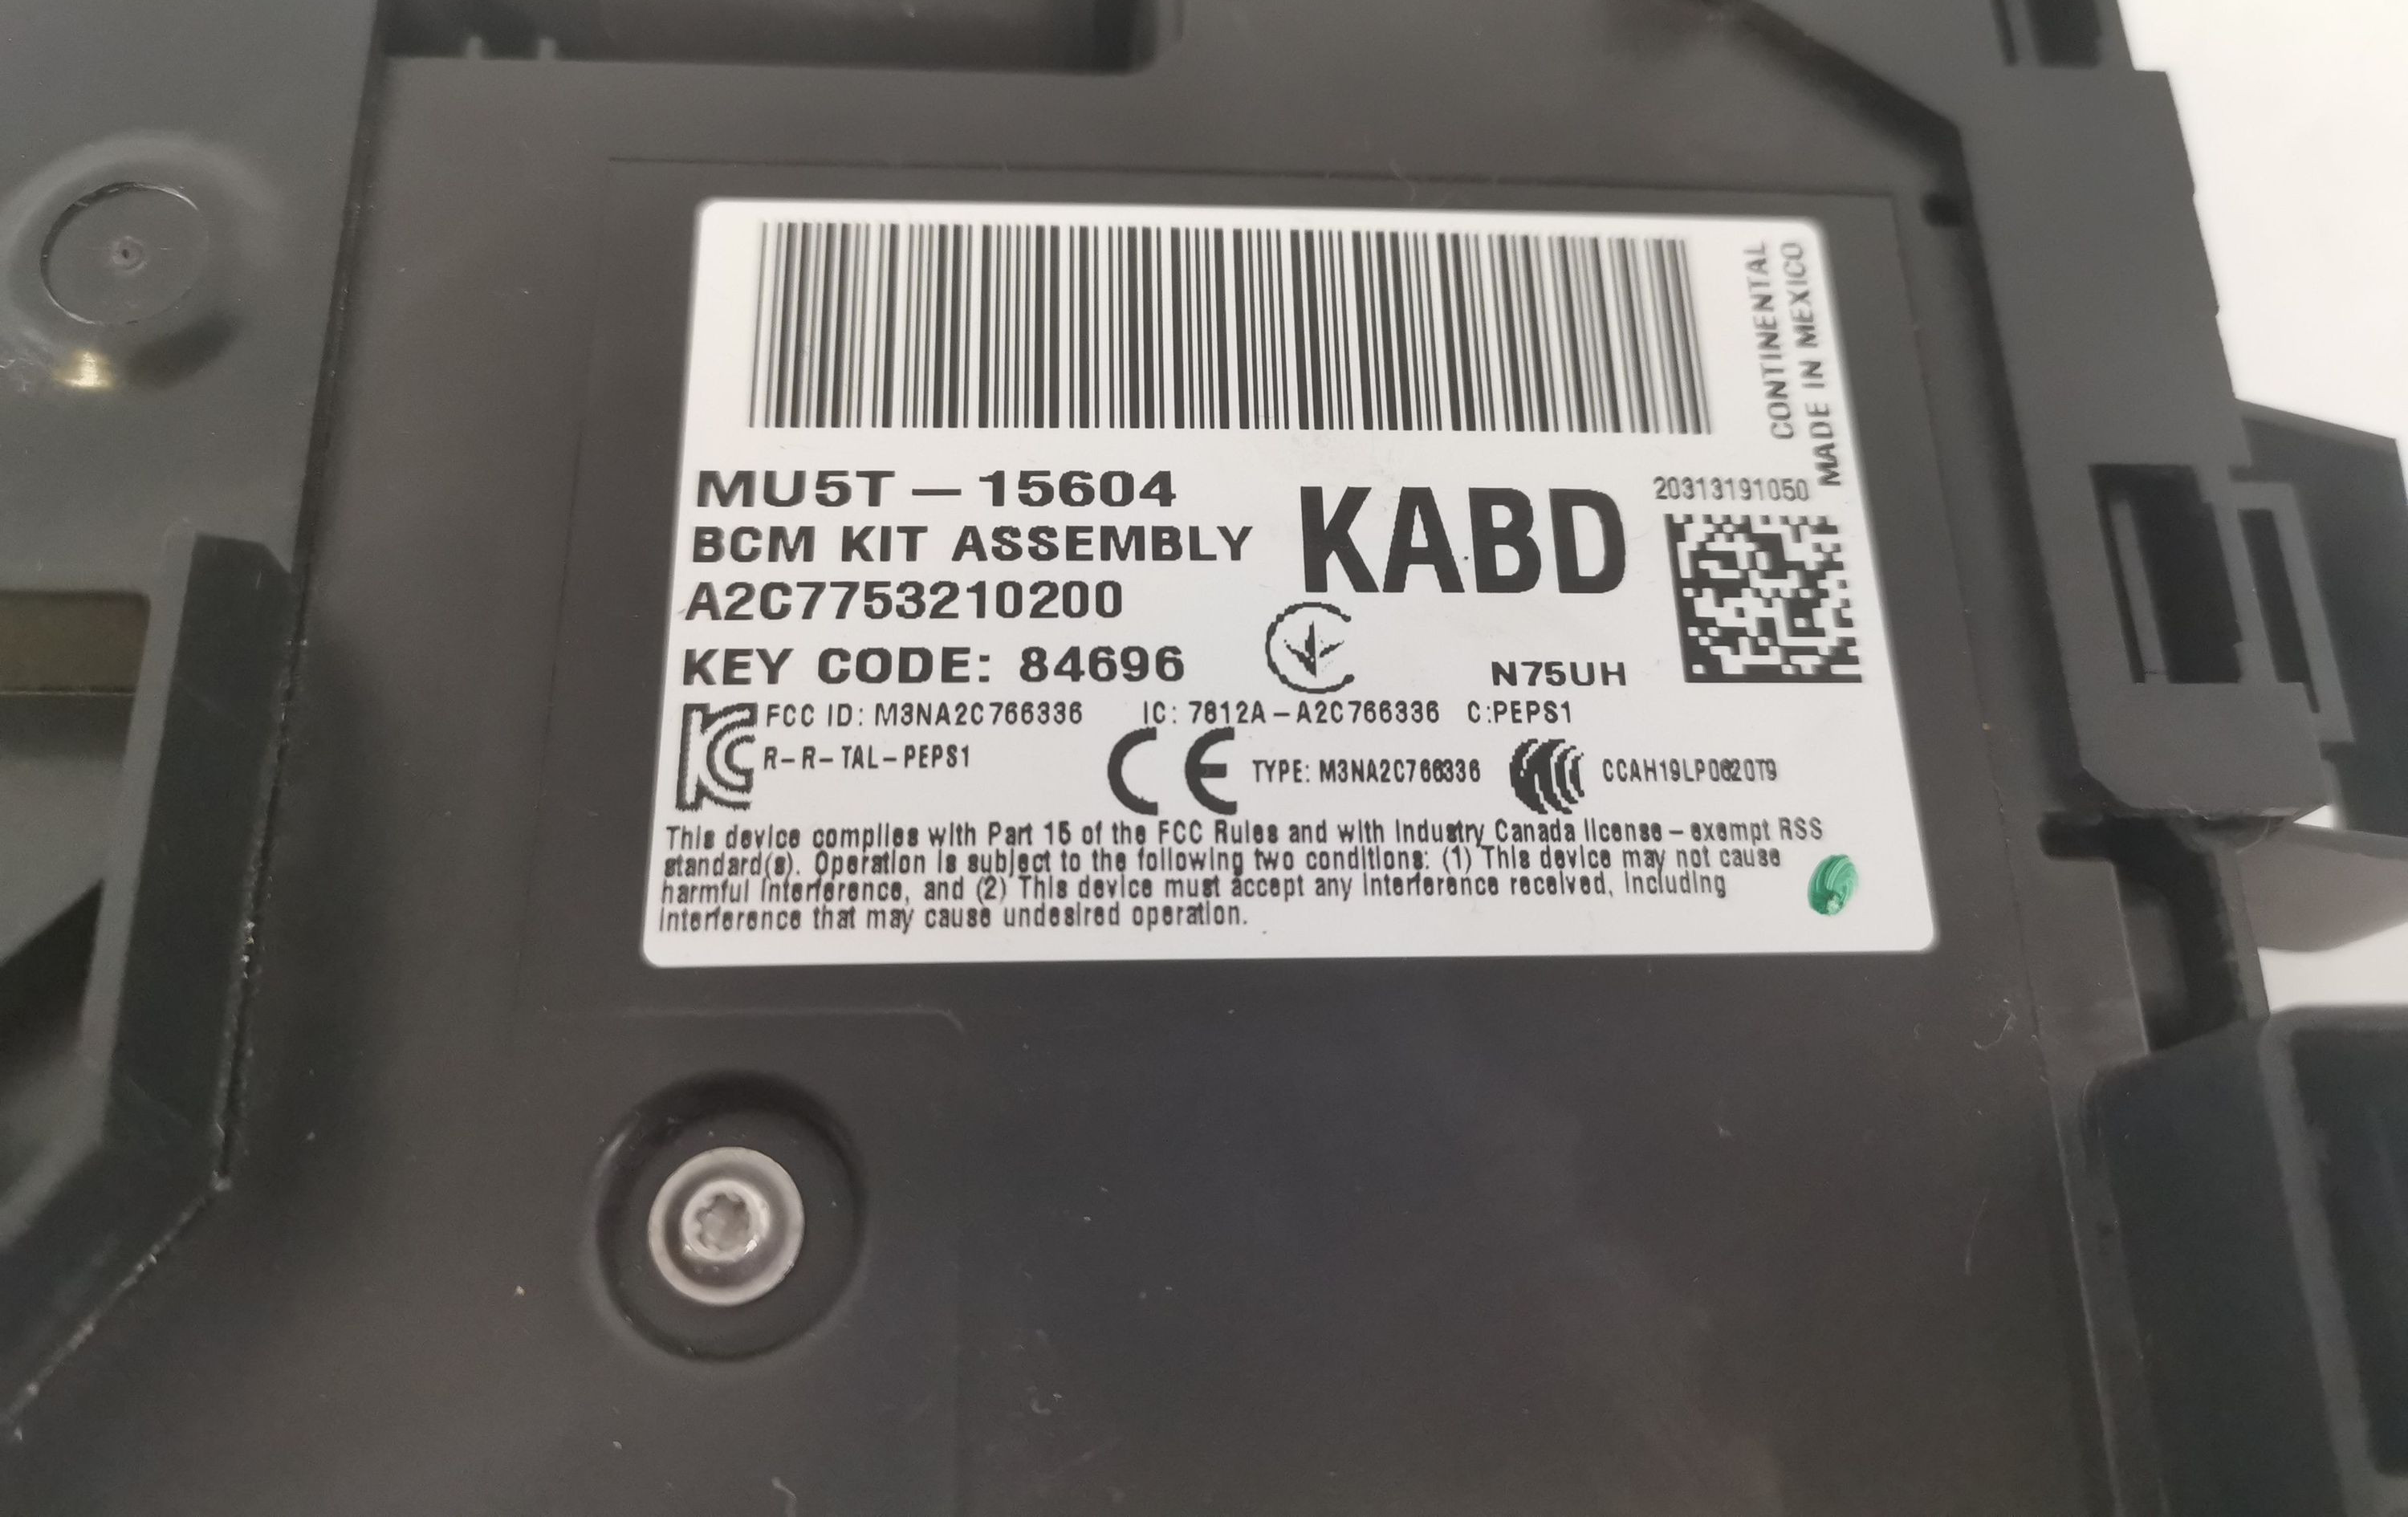 CONTINENTAL
MADE IN MEXICO
MU5T-15604
BCM KIT ASSEMBLY
A2C7753210200
KABD
20313191050
KEY CODE: 84696
N75UH
FCC ID: M3NA2C766336 IC: 7812A-A2C766336 C:PEPS1
R-R-TAL-PEPS1
CE TYPE: M3NA2C766336
This device complies with Part 15 of the FCC Rules and with Industry Canada license-exempt RSS
standard(s). Operation is subject to the following two conditions: (1) This device may not cause
harmful interference, and (2) This device must accept any interference received, including
interference that may cause undesired operation.